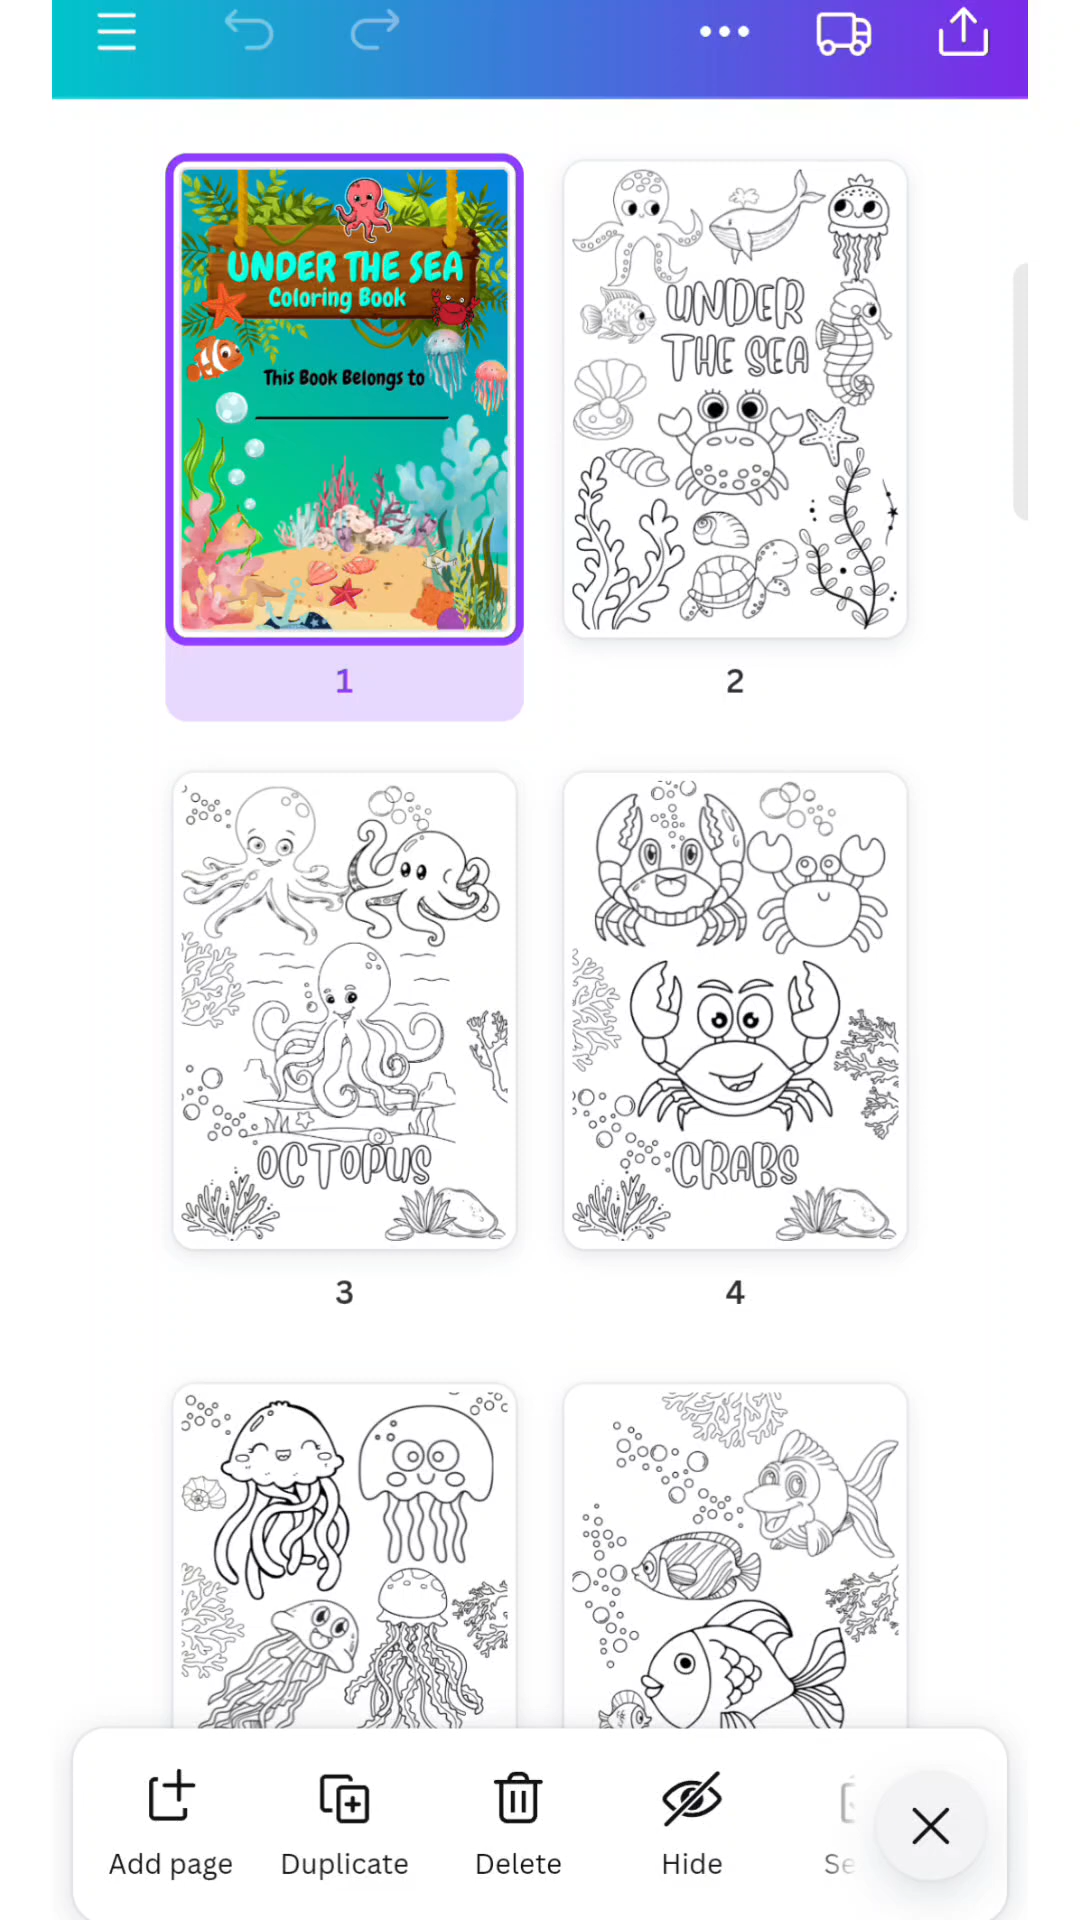 UNDER THE SEA
Coloring Book
This Book Belongs to
UNDER
THE SEA
1
2
OCTOPUS
CRABS
3
4
Add page
Duplicate
Delete
Hide
Se